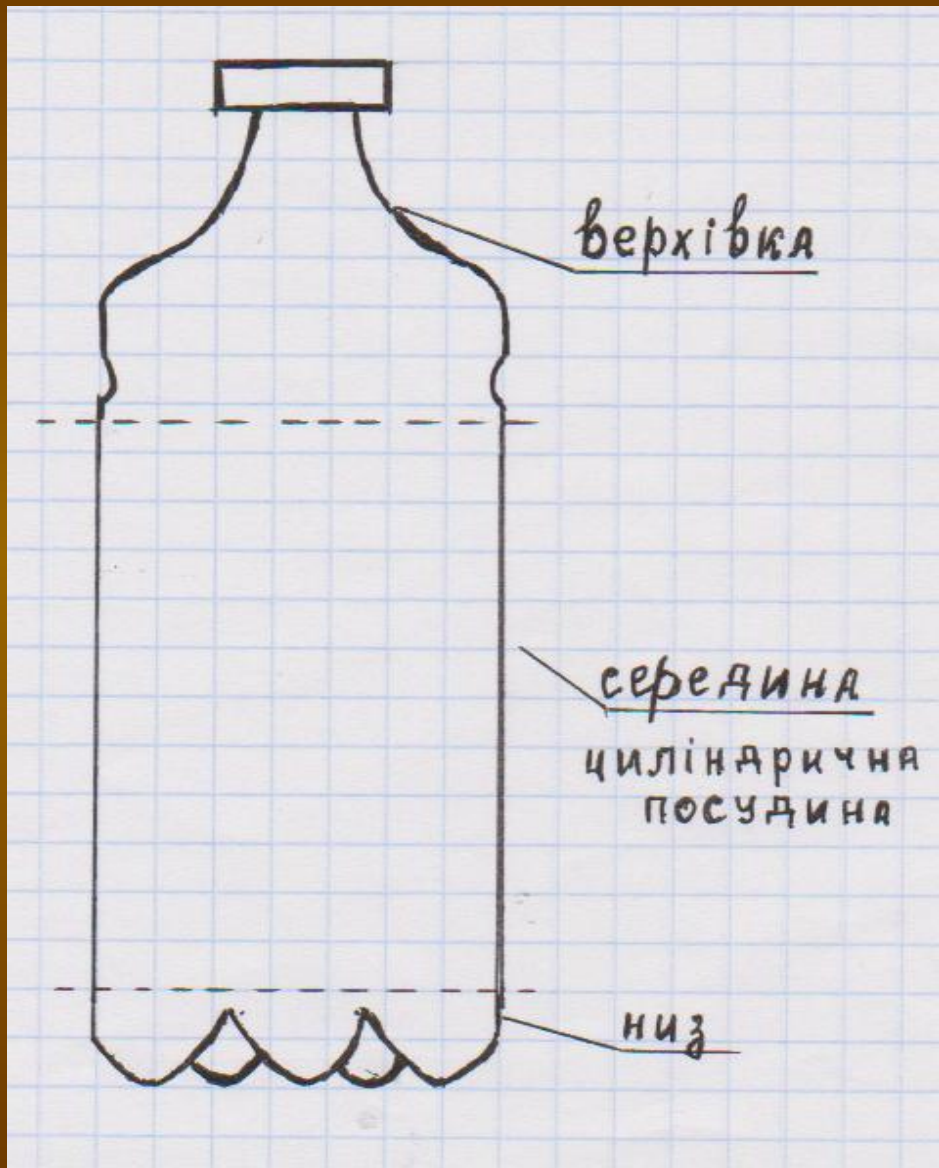 верхівка
середина
циліндрична
посудина
низ